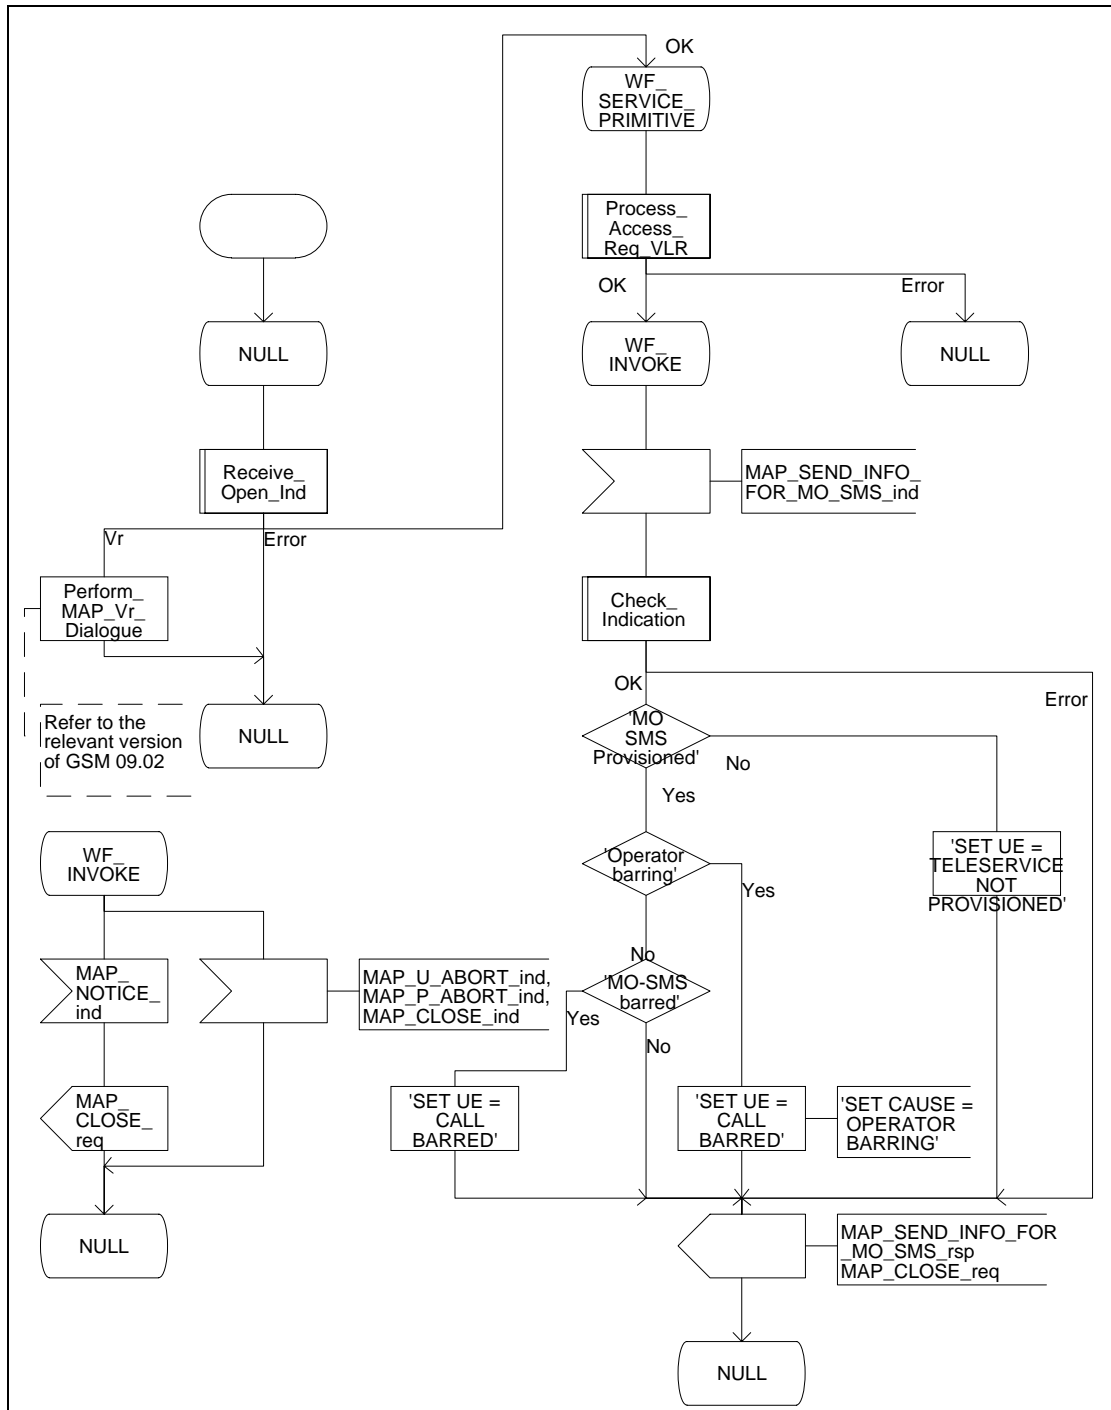 OK
WF_
SERVICE_
PRIMITIVE
Process_
Access_
Req_VLR
OK
Error
NULL
WF_
INVOKE
NULL
Receive_
Open_Ind
MAP_SEND_INFO_
FOR_MO_SMS_ind
Vr
Error
Perform_
MAP_Vr_
Dialogue
Check_
Indication
OK
Error
Refer to the
relevant version
of GSM 09.02
NULL
'MO
SMS
Provisioned'
No
Yes
WF_
INVOKE
'Operator
barring'
Yes
'SET UE =
TELESERVICE
NOT
PROVISIONED'
No
MAP_
NOTICE_
ind
MAP_U_ABORT_ind,
MAP_P_ABORT_ind,
MAP_CLOSE_ind
'MO-SMS
barred'
Yes
No
MAP_
CLOSE_
req
'SET UE =
CALL
BARRED'
'SET UE =
CALL
BARRED'
'SET CAUSE =
OPERATOR
BARRING'
NULL
MAP_SEND_INFO_FOR
_MO_SMS_rsp
MAP_CLOSE_req
NULL